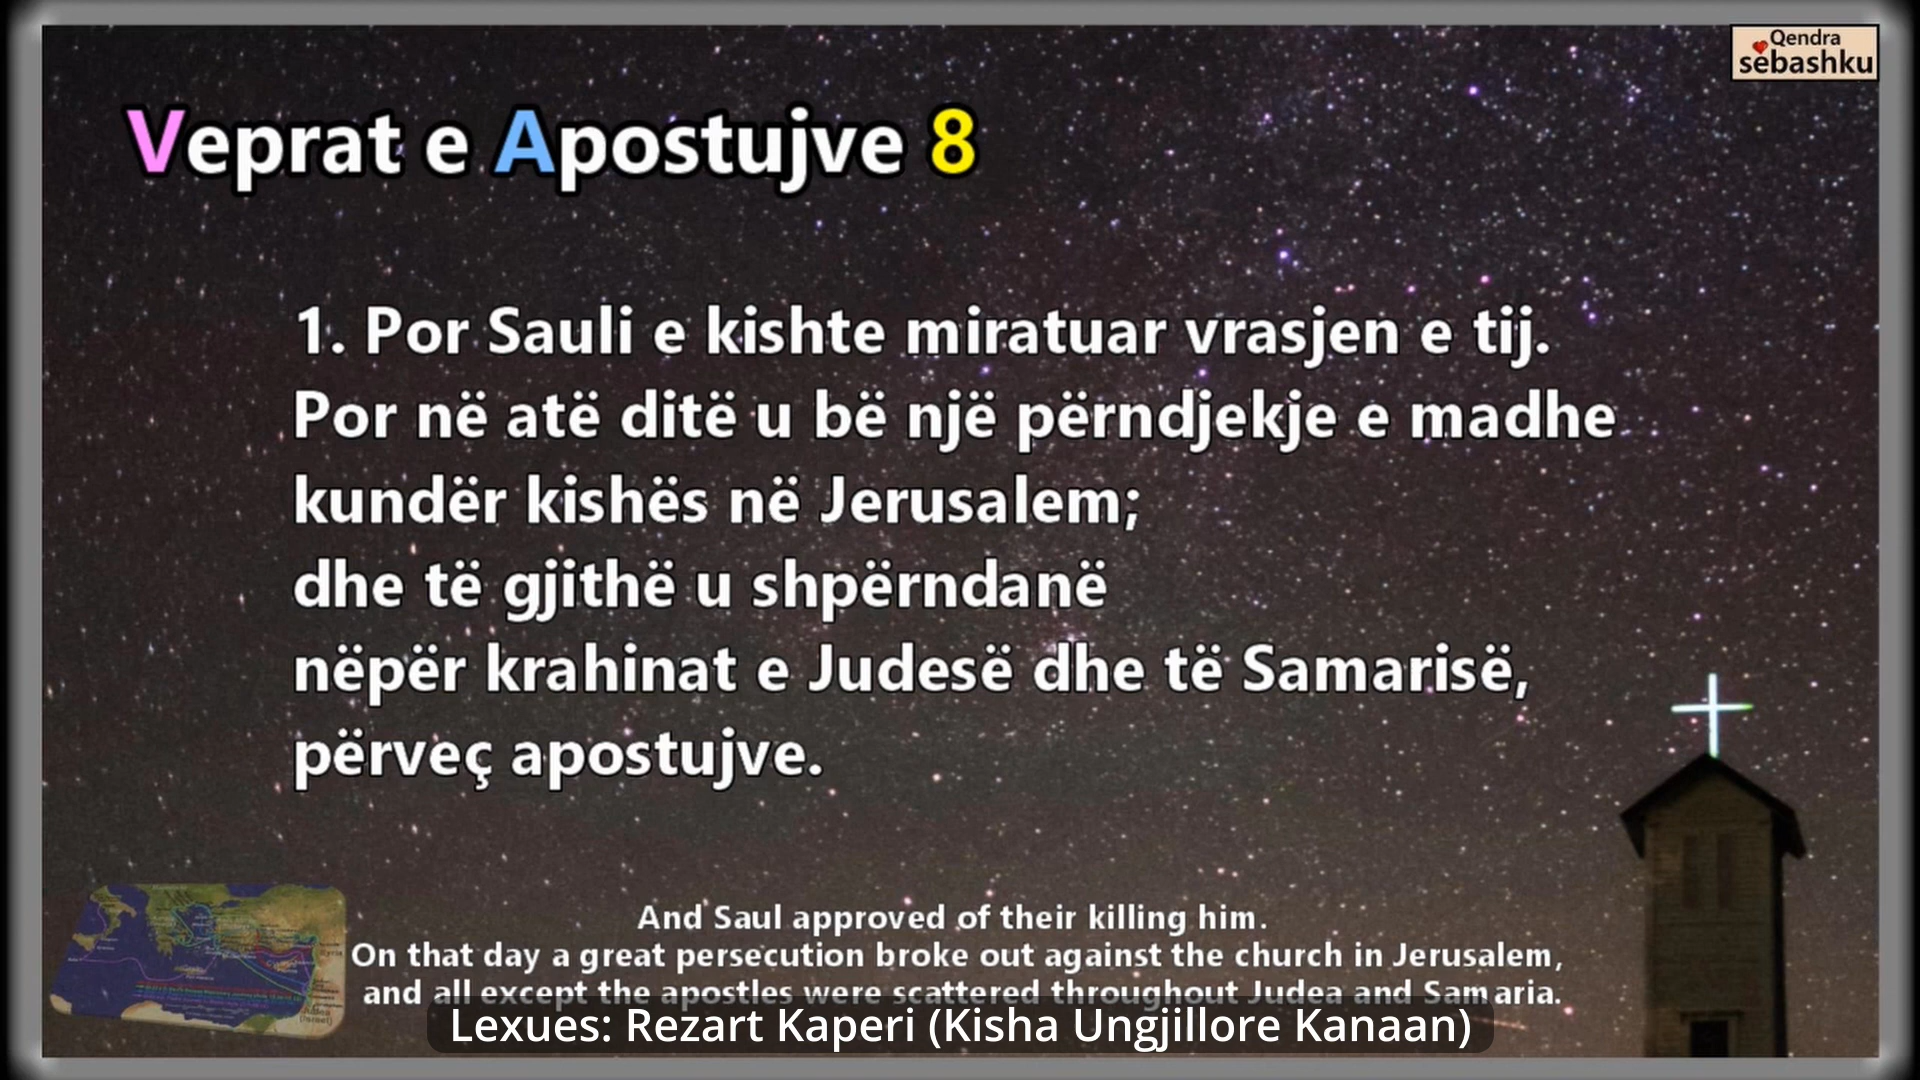 Qendra
sëbashku
Veprat e Apostujve 8
1. Por Sauli e kishte miratuar vrasjen e tij.
Por në atë ditë u bë një përndjekje e madhe
kundër kishës në Jerusalem;
dhe të gjithë u shpërndanë
nëpër krahinat e Judesë dhe të Samarisë,
përveç apostujve.
And Saul approved of their killing him.
On that day a great persecution broke out against the church in Jerusalem,
and all except the apostles were scattered throughout Judea and Samaria.
Lexues: Rezart Kaperi (Kisha Ungjillore Kanaan)